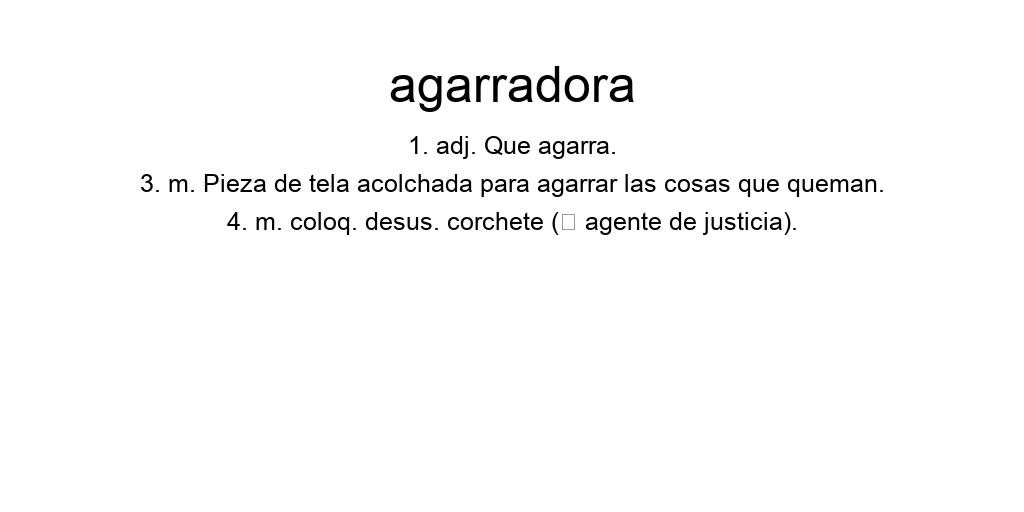 agarradora
1. adj. Que agarra.
3. m. Pieza de tela acolchada para agarrar las cosas que queman.
4. m. coloq. desus. corchete (□ agente de justicia).